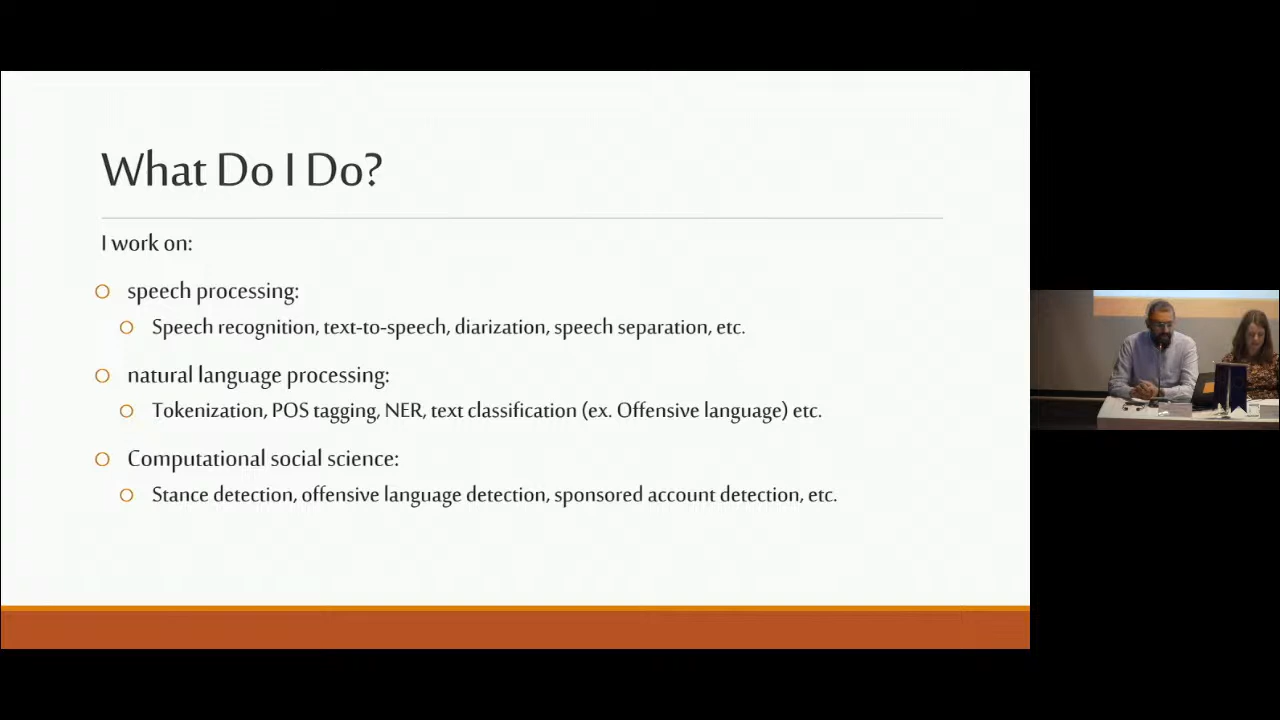 What Do I Do?
I work on:
speech processing:
Speech recognition, text-to-speech, diarization, speech separation, etc.
natural language processing:
Tokenization, POS tagging, NER, text classification (ex. Offensive language) etc.
Computational social science:
Stance detection, offensive language detection, sponsored account detection, etc.